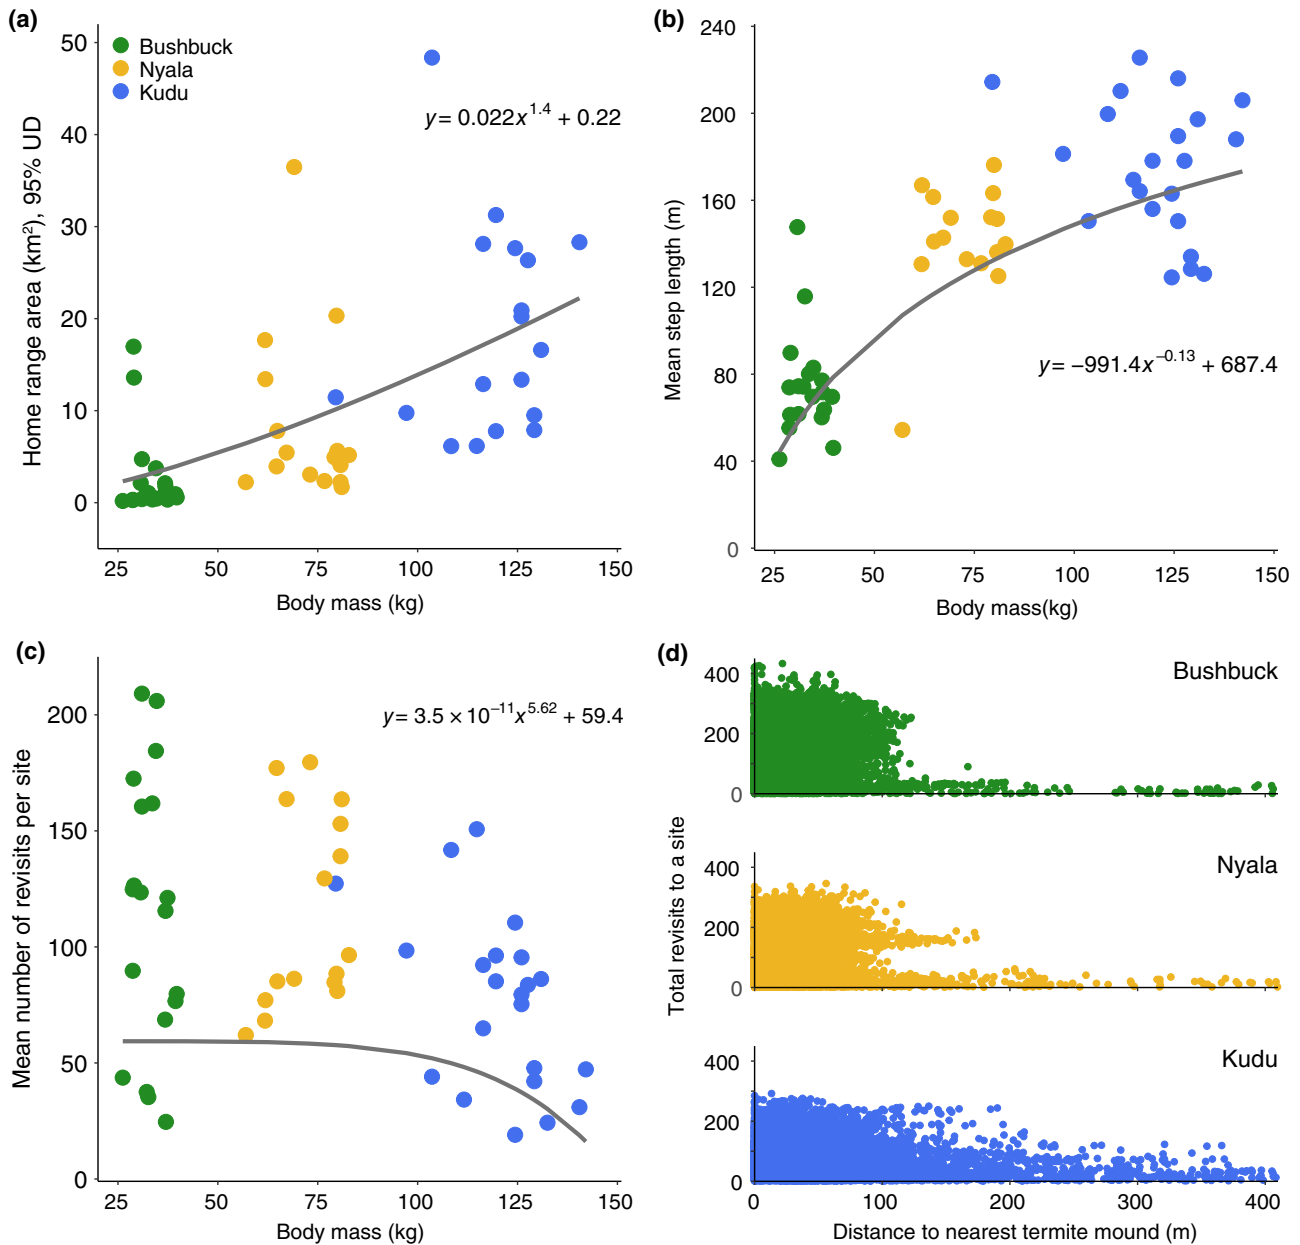 (a)
50
40
30
20
10
0
Home range area (km²), 95% UD
Bushbuck
Nyala
Kudu
y = 0.022x^1.4 + 0.22
25 50 75 100 125 150
Body mass (kg)
(b)
240
200
160
120
80
40
0
Mean step length (m)
y = −991.4x^−0.13 + 687.4
25 50 75 100 125 150
Body mass(kg)
(c)
200
150
100
50
0
Mean number of revisits per site
y = 3.5 × 10^−11x^5.62 + 59.4
25 50 75 100 125 150
Body mass (kg)
(d)
Total revisits to a site
Bushbuck
400
200
0
Nyala
400
200
0
Kudu
400
200
0
0 100 200 300 400
Distance to nearest termite mound (m)